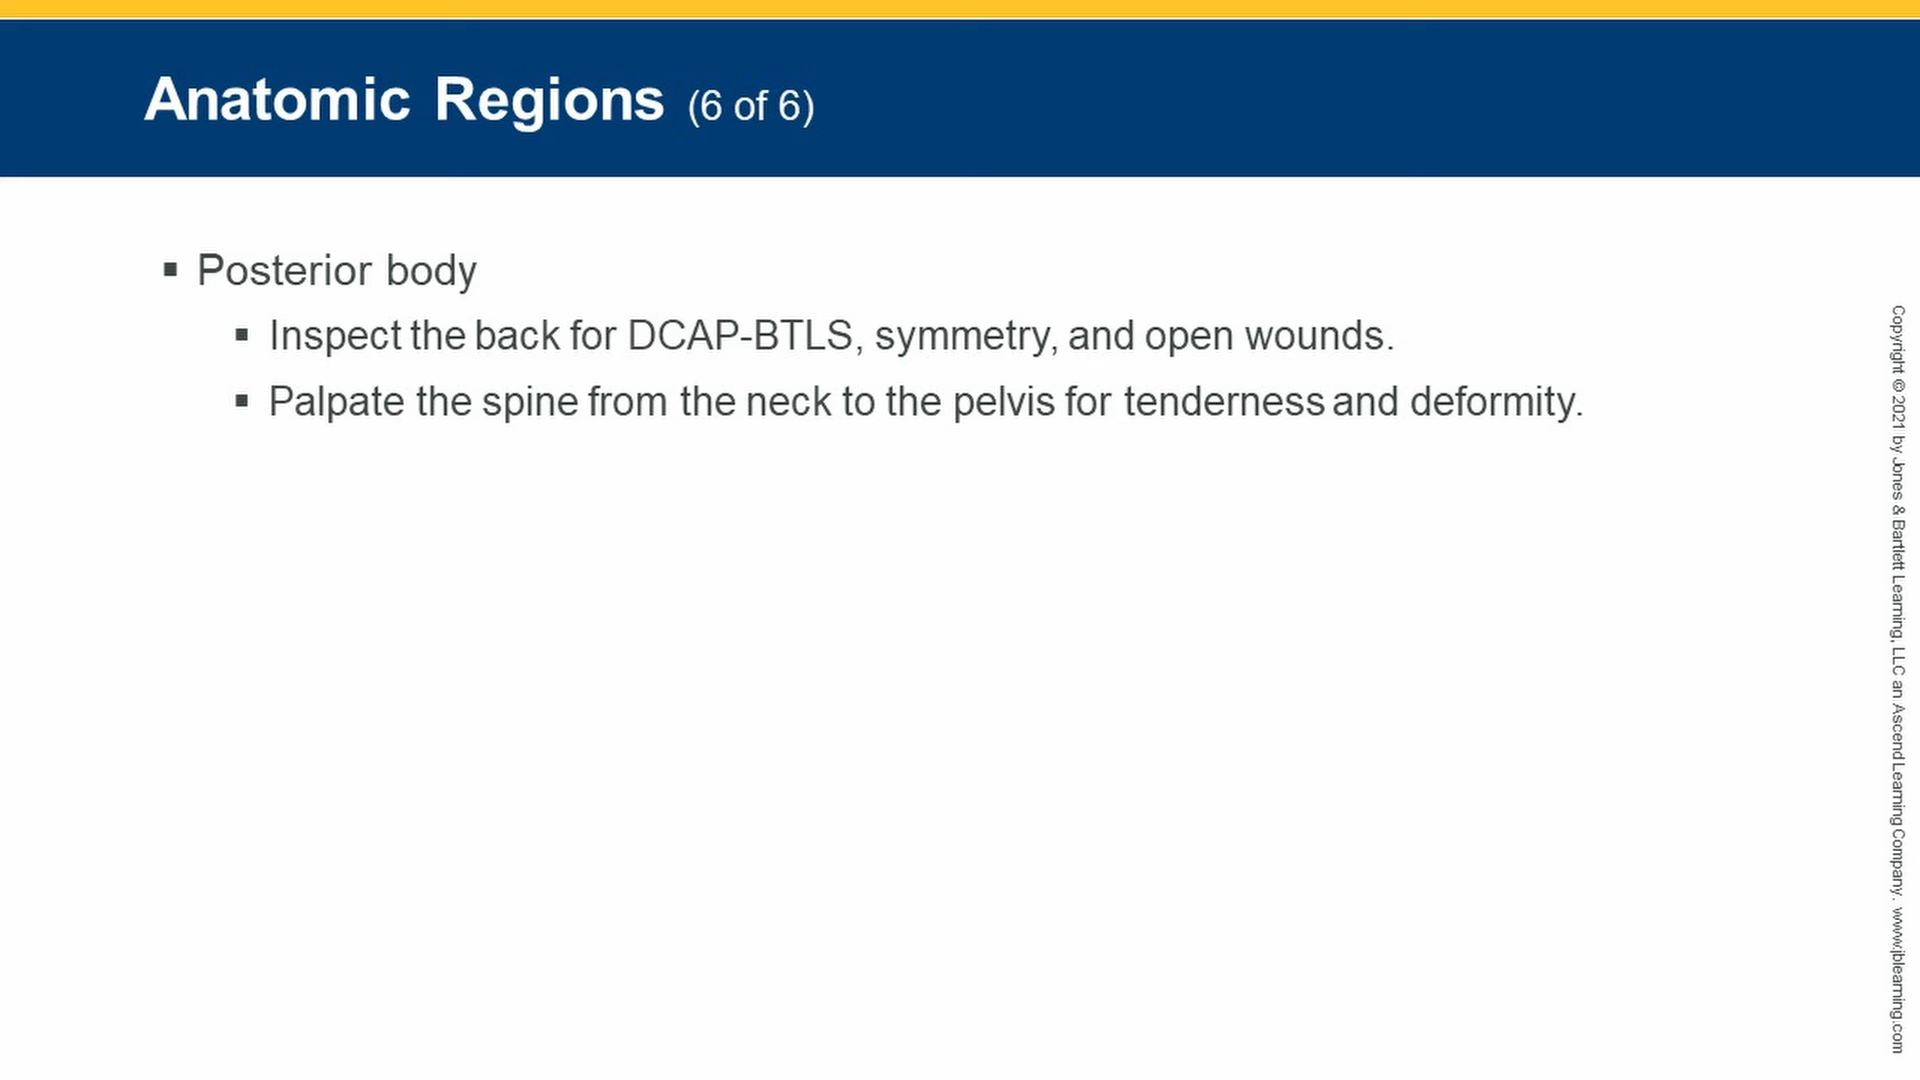 Anatomic Regions (6 of 6)
▪ Posterior body
▪ Inspect the back for DCAP-BTLS, symmetry, and open wounds.
▪ Palpate the spine from the neck to the pelvis for tenderness and deformity.
Copyright © 2021 by Jones & Bartlett Learning, LLC an Ascend Learning Company. www.jblearning.com